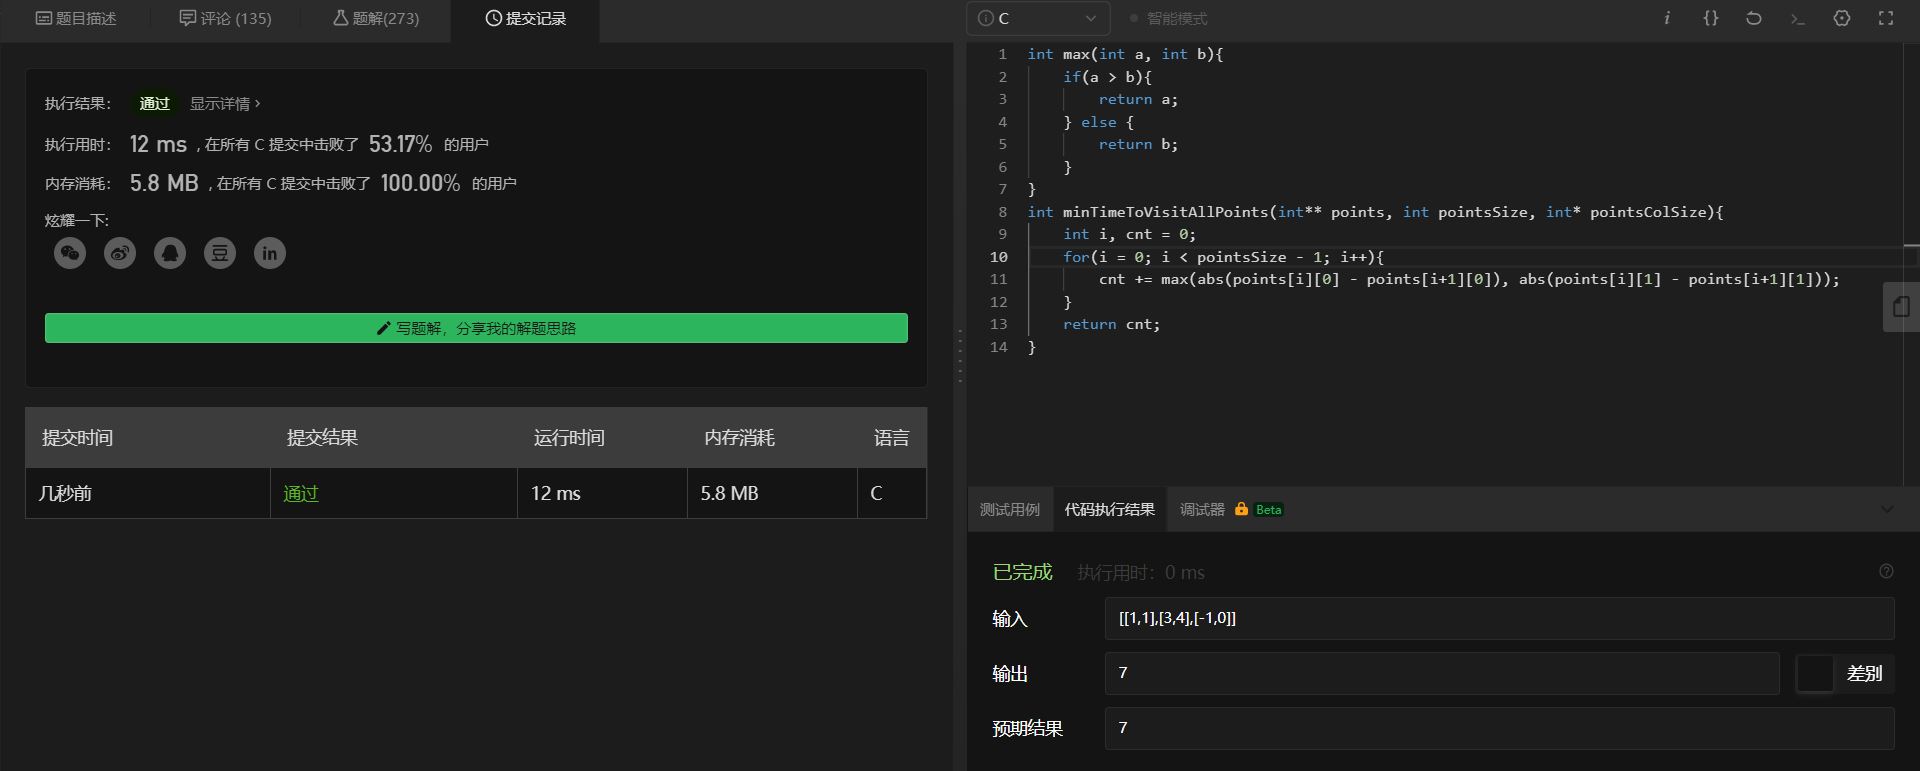 题目描述
评论 (135)
题解(273)
提交记录
执行结果：
通过
显示详情 ›
执行用时：
12 ms , 在所有 C 提交中击败了 53.17% 的用户
内存消耗：
5.8 MB , 在所有 C 提交中击败了 100.00% 的用户
炫耀一下:
豆
in
写题解，分享我的解题思路
提交时间 提交结果 运行时间 内存消耗 语言
几秒前 通过 12 ms 5.8 MB C
C
智能模式
i {}
1 int max(int a, int b){
2     if(a > b){
3         return a;
4     } else {
5         return b;
6     }
7 }
8 int minTimeToVisitAllPoints(int** points, int pointsSize, int* pointsColSize){
9     int i, cnt = 0;
10     for(i = 0; i < pointsSize - 1; i++){
11         cnt += max(abs(points[i][0] - points[i+1][0]), abs(points[i][1] - points[i+1][1]));
12     }
13     return cnt;
14 }
测试用例
代码执行结果
调试器 Beta
已完成 执行用时：0 ms
输入
[[1,1],[3,4],[-1,0]]
输出
7
差别
预期结果
7